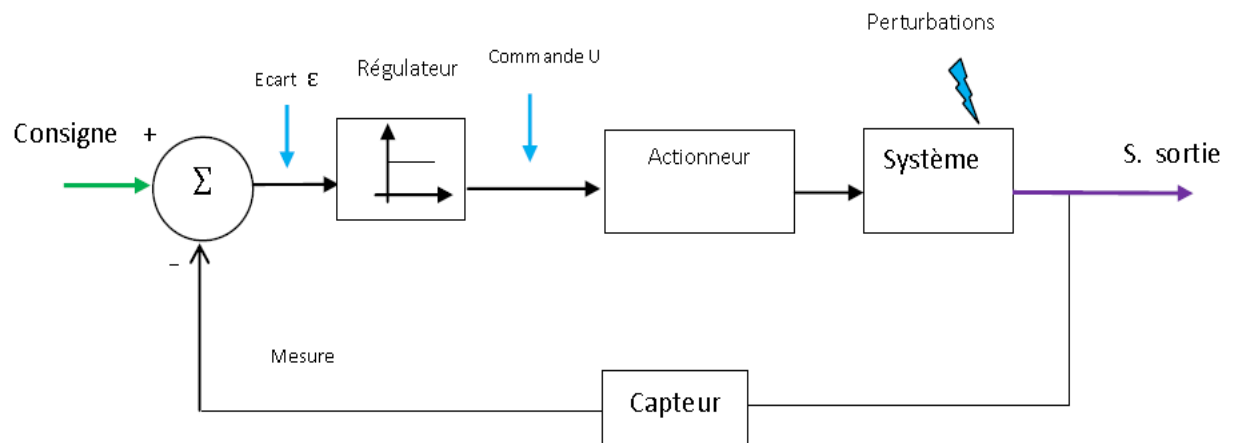 Perturbations
Commande U
Régulateur
Ecart ε
Consigne +
Σ
Actionneur
Système
S. sortie
–
Mesure
Capteur